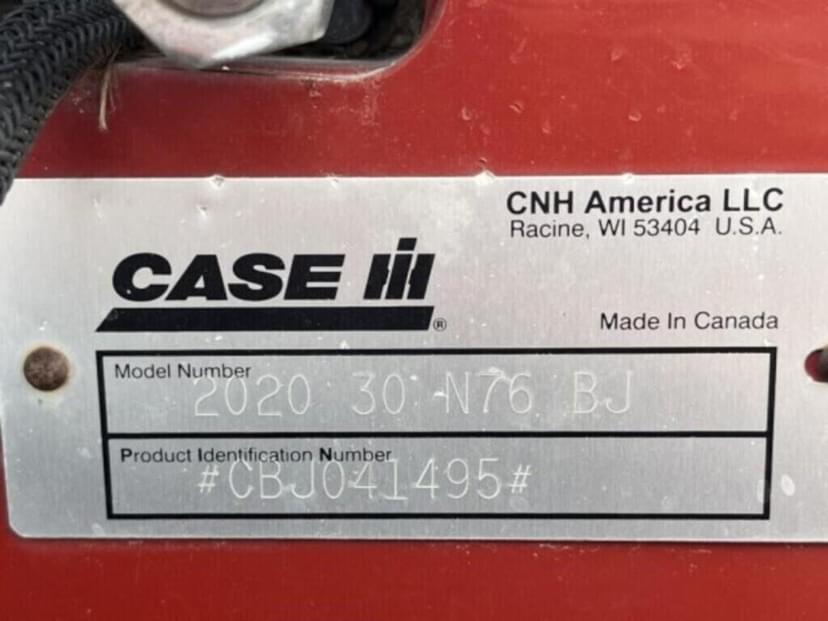 CNH America LLC
Racine, WI 53404 U.S.A.
CASE IH®
Made In Canada
Model Number
2020 30 N76 BJ
Product Identification Number
#CBJ041495#